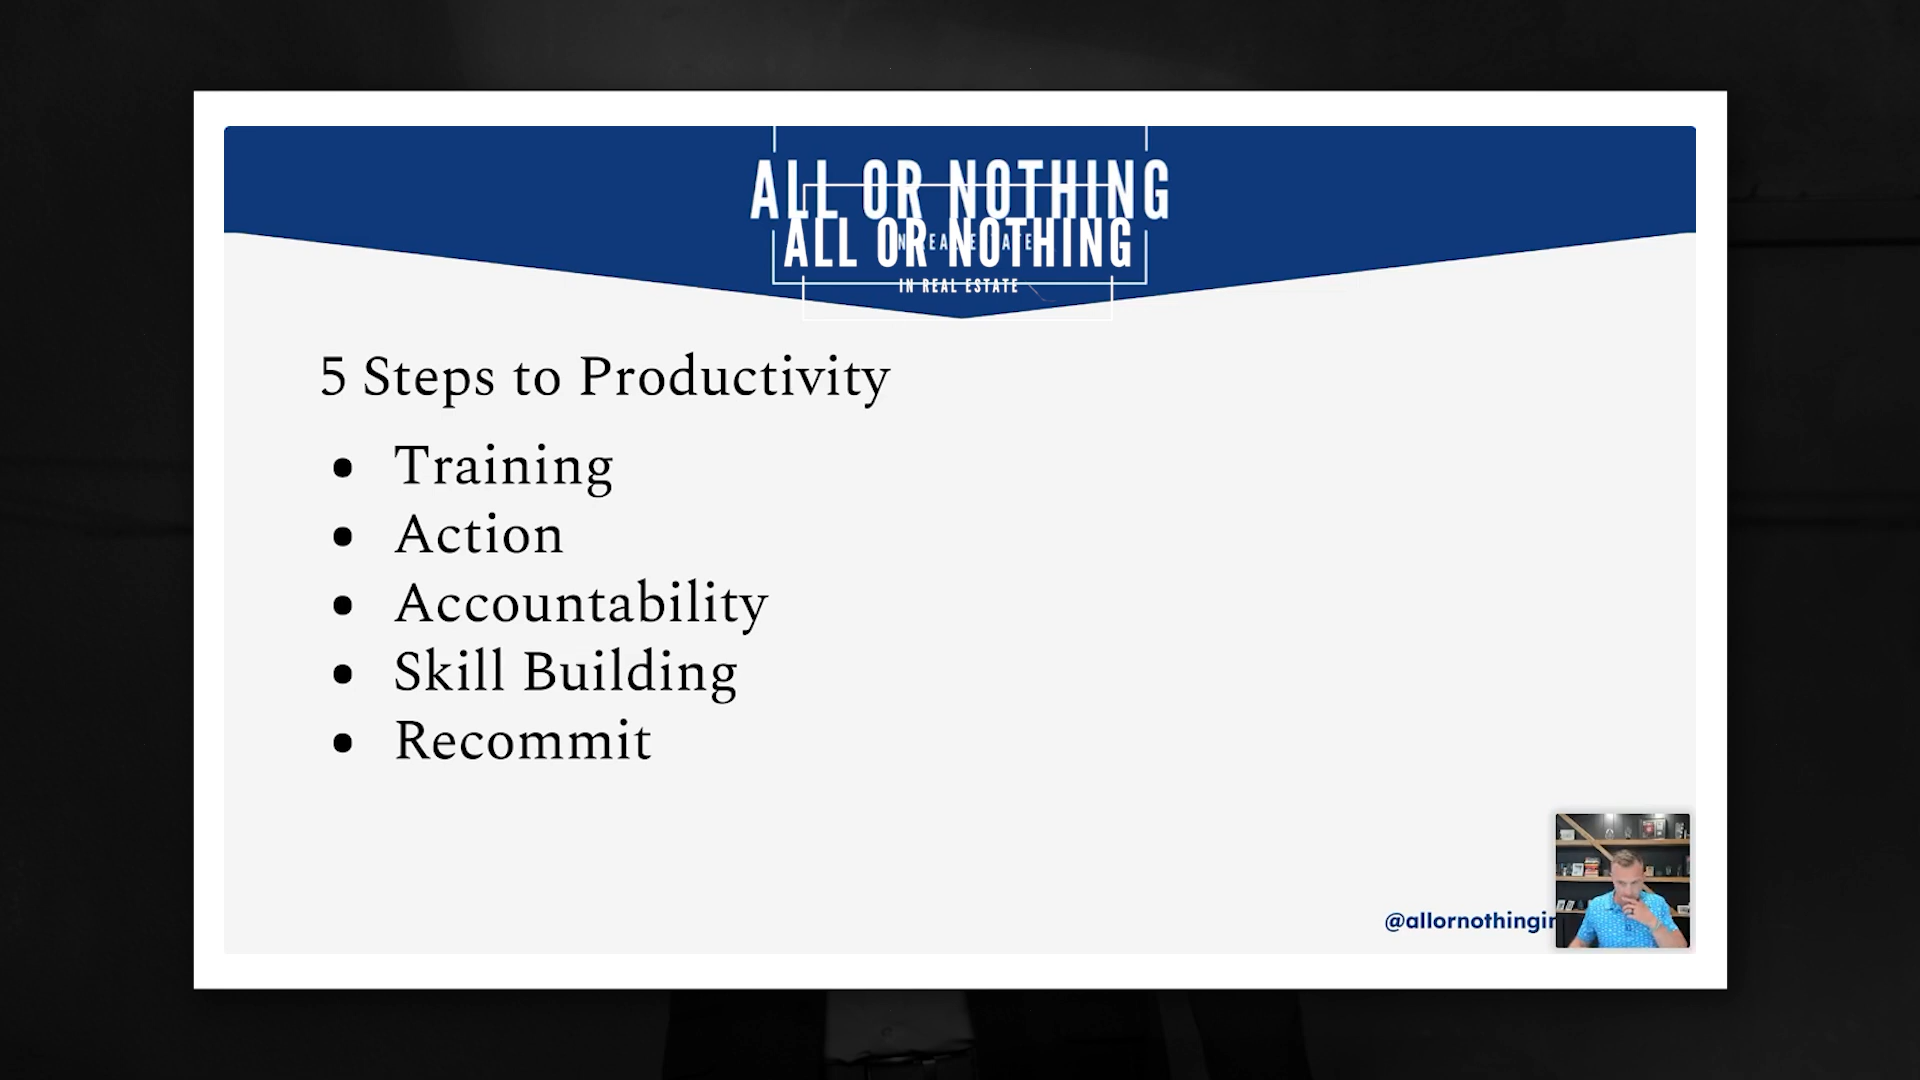 ALL OR NOTHING
ALL OR NOTHING
IN REAL ESTATE
5 Steps to Productivity
• Training
• Action
• Accountability
• Skill Building
• Recommit
@allornothingin